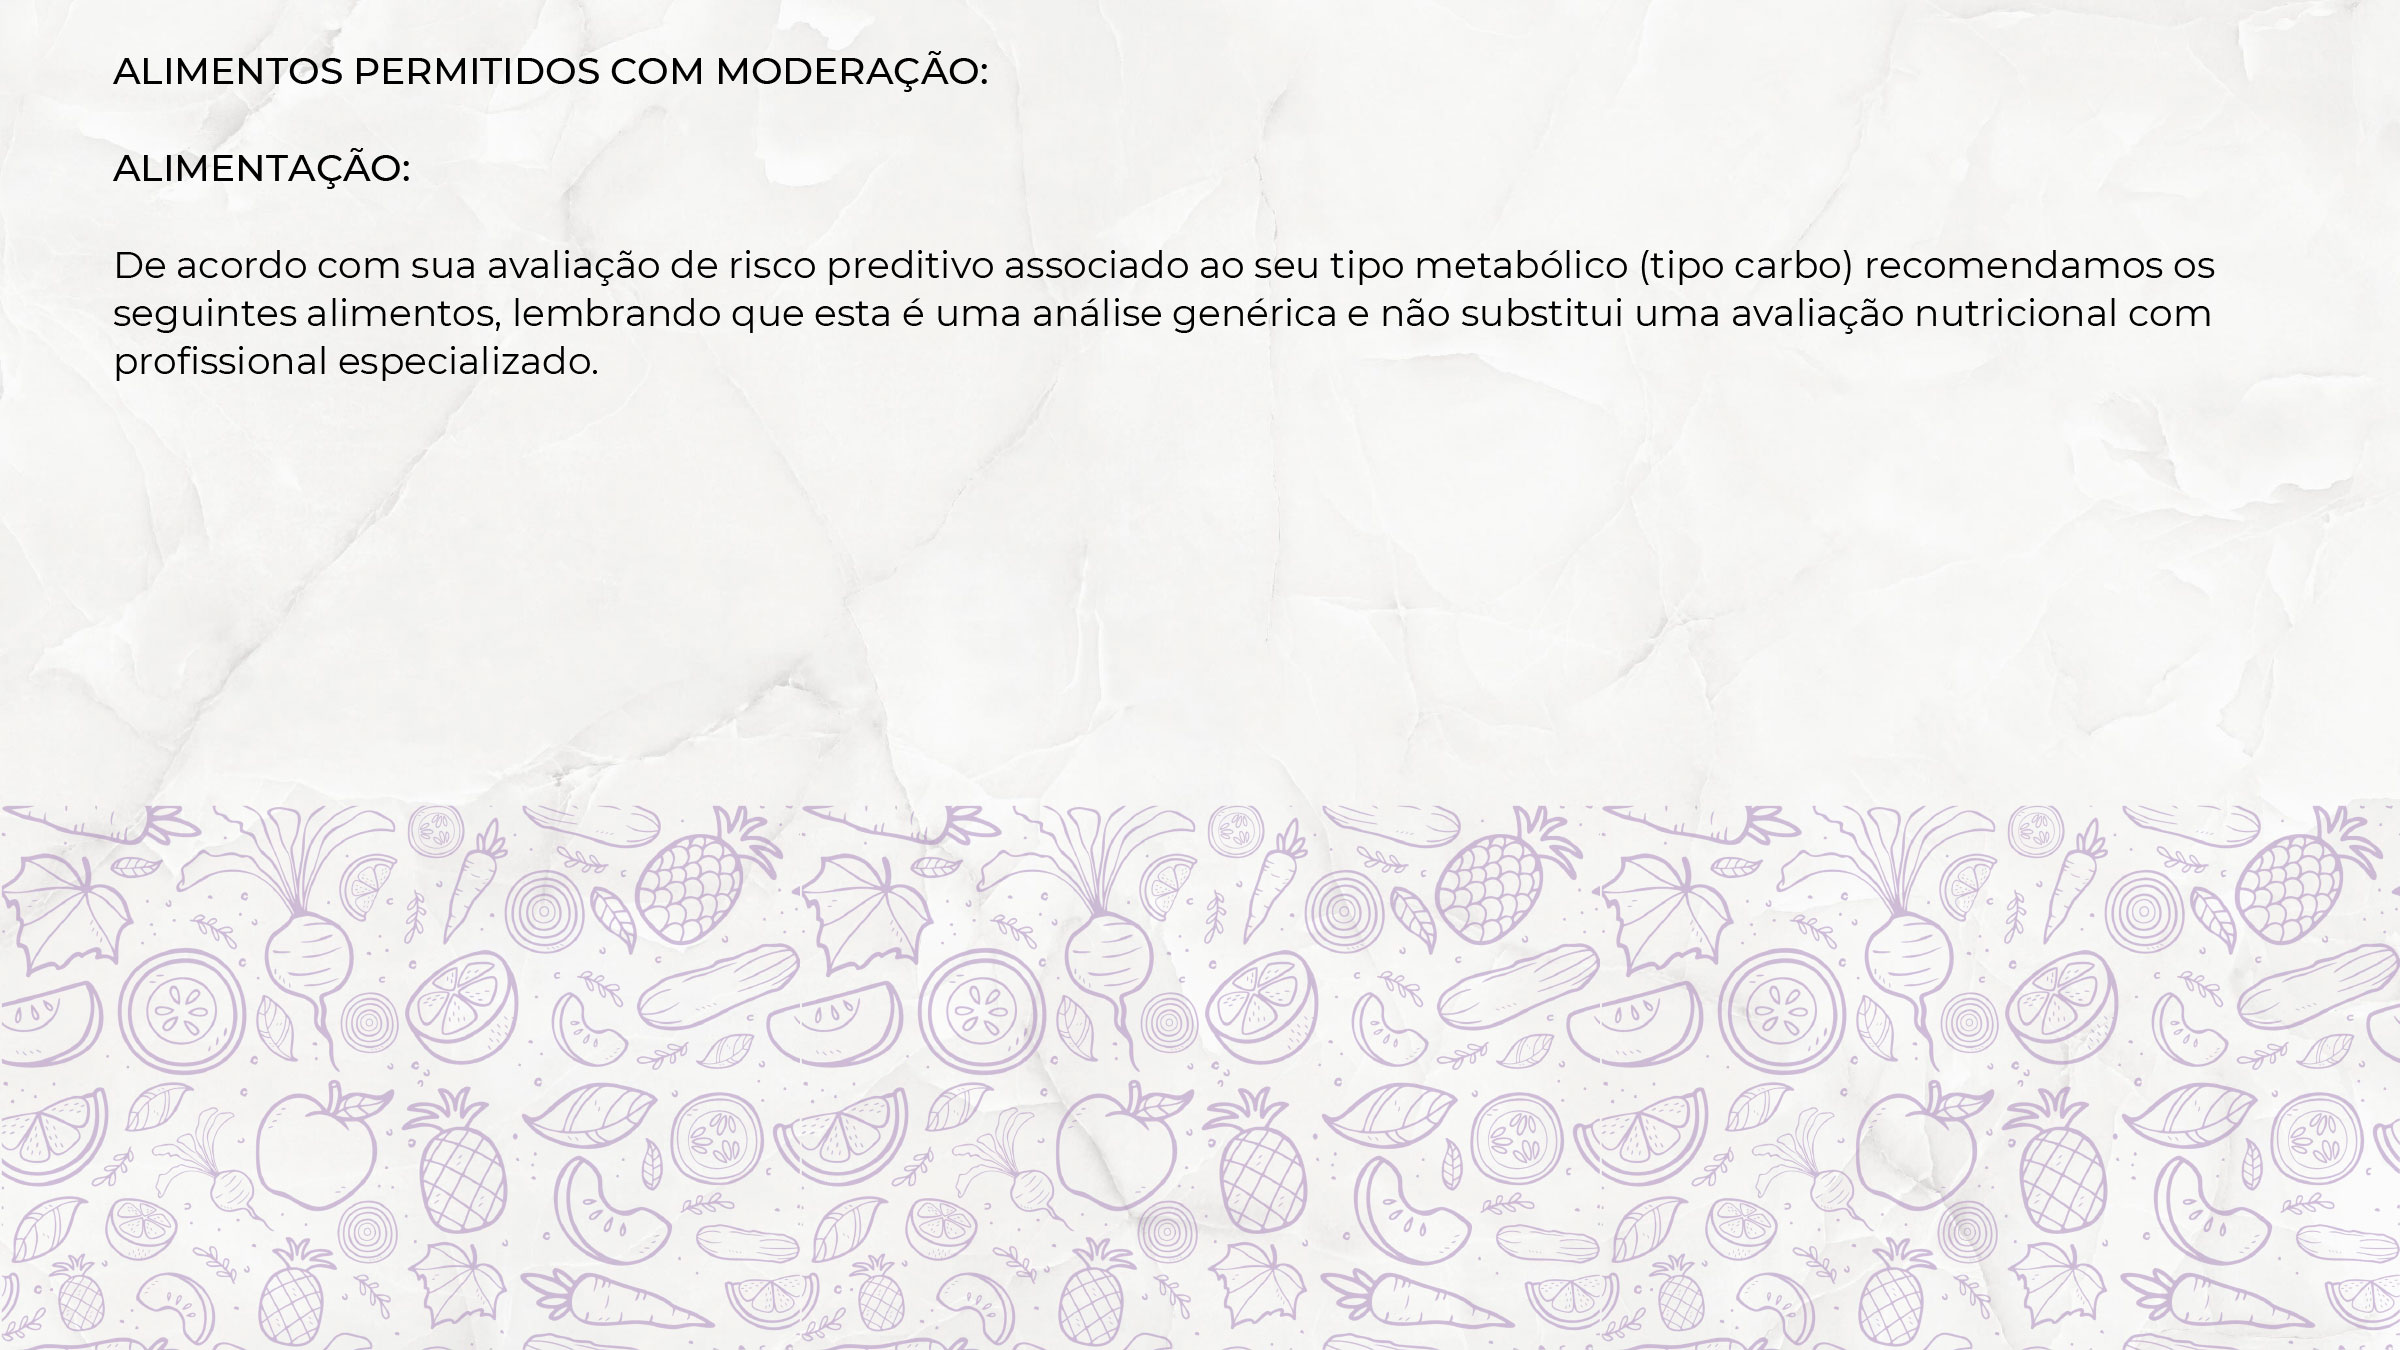 ALIMENTOS PERMITIDOS COM MODERAÇÃO:
ALIMENTAÇÃO:
De acordo com sua avaliação de risco preditivo associado ao seu tipo metabólico (tipo carbo) recomendamos os
seguintes alimentos, lembrando que esta é uma análise genérica e não substitui uma avaliação nutricional com
profissional especializado.